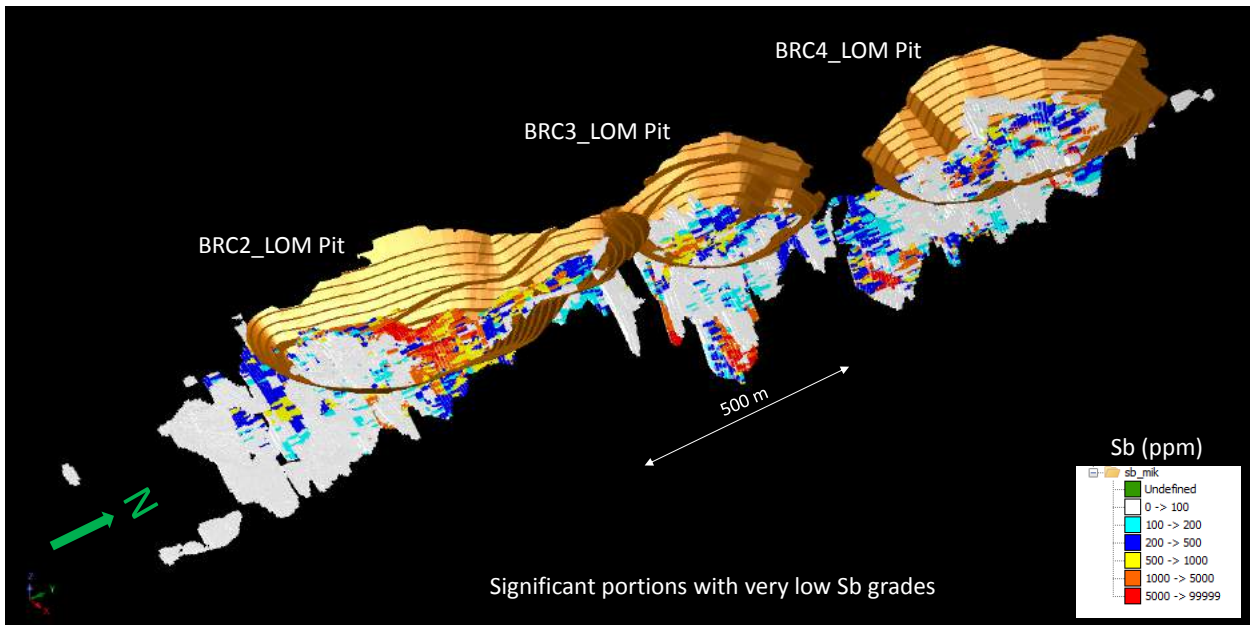 BRC4_LOM Pit
BRC3_LOM Pit
BRC2_LOM Pit
500 m
N
Z
Y
X
Sb (ppm)
sb_mik
Undefined
0 -> 100
100 -> 200
200 -> 500
500 -> 1000
1000 -> 5000
5000 -> 99999
Significant portions with very low Sb grades